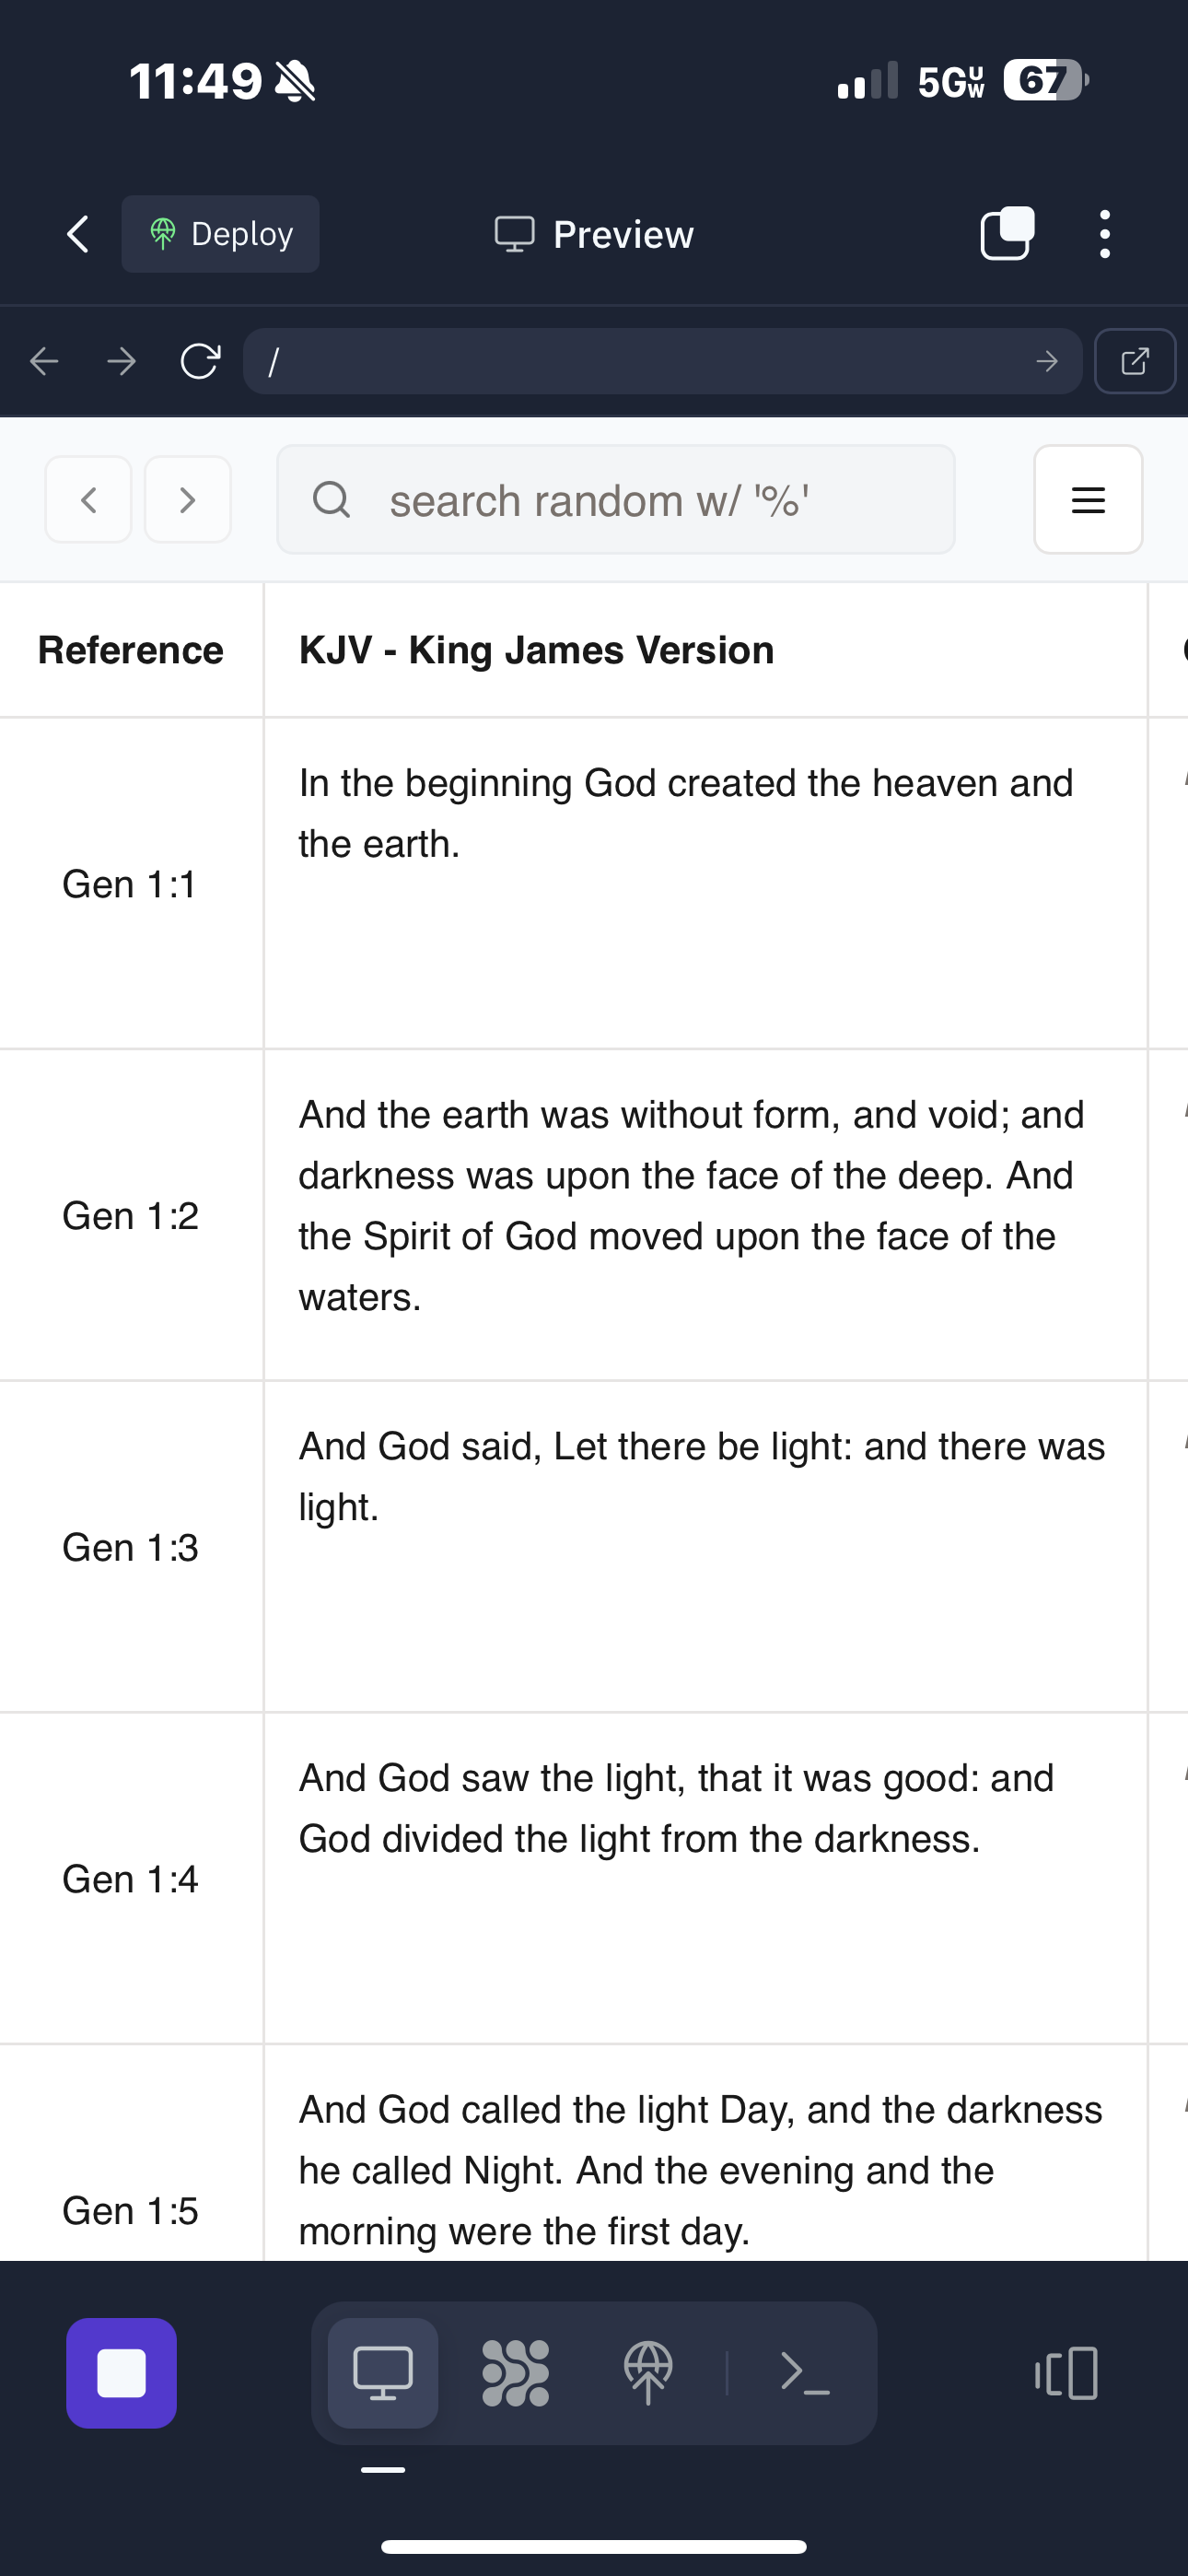 11:49
5G UW 67
Deploy
Preview
/
search random w/ '%'
Reference
KJV - King James Version
Gen 1:1
In the beginning God created the heaven and
the earth.
Gen 1:2
And the earth was without form, and void; and
darkness was upon the face of the deep. And
the Spirit of God moved upon the face of the
waters.
Gen 1:3
And God said, Let there be light: and there was
light.
Gen 1:4
And God saw the light, that it was good: and
God divided the light from the darkness.
Gen 1:5
And God called the light Day, and the darkness
he called Night. And the evening and the
morning were the first day.